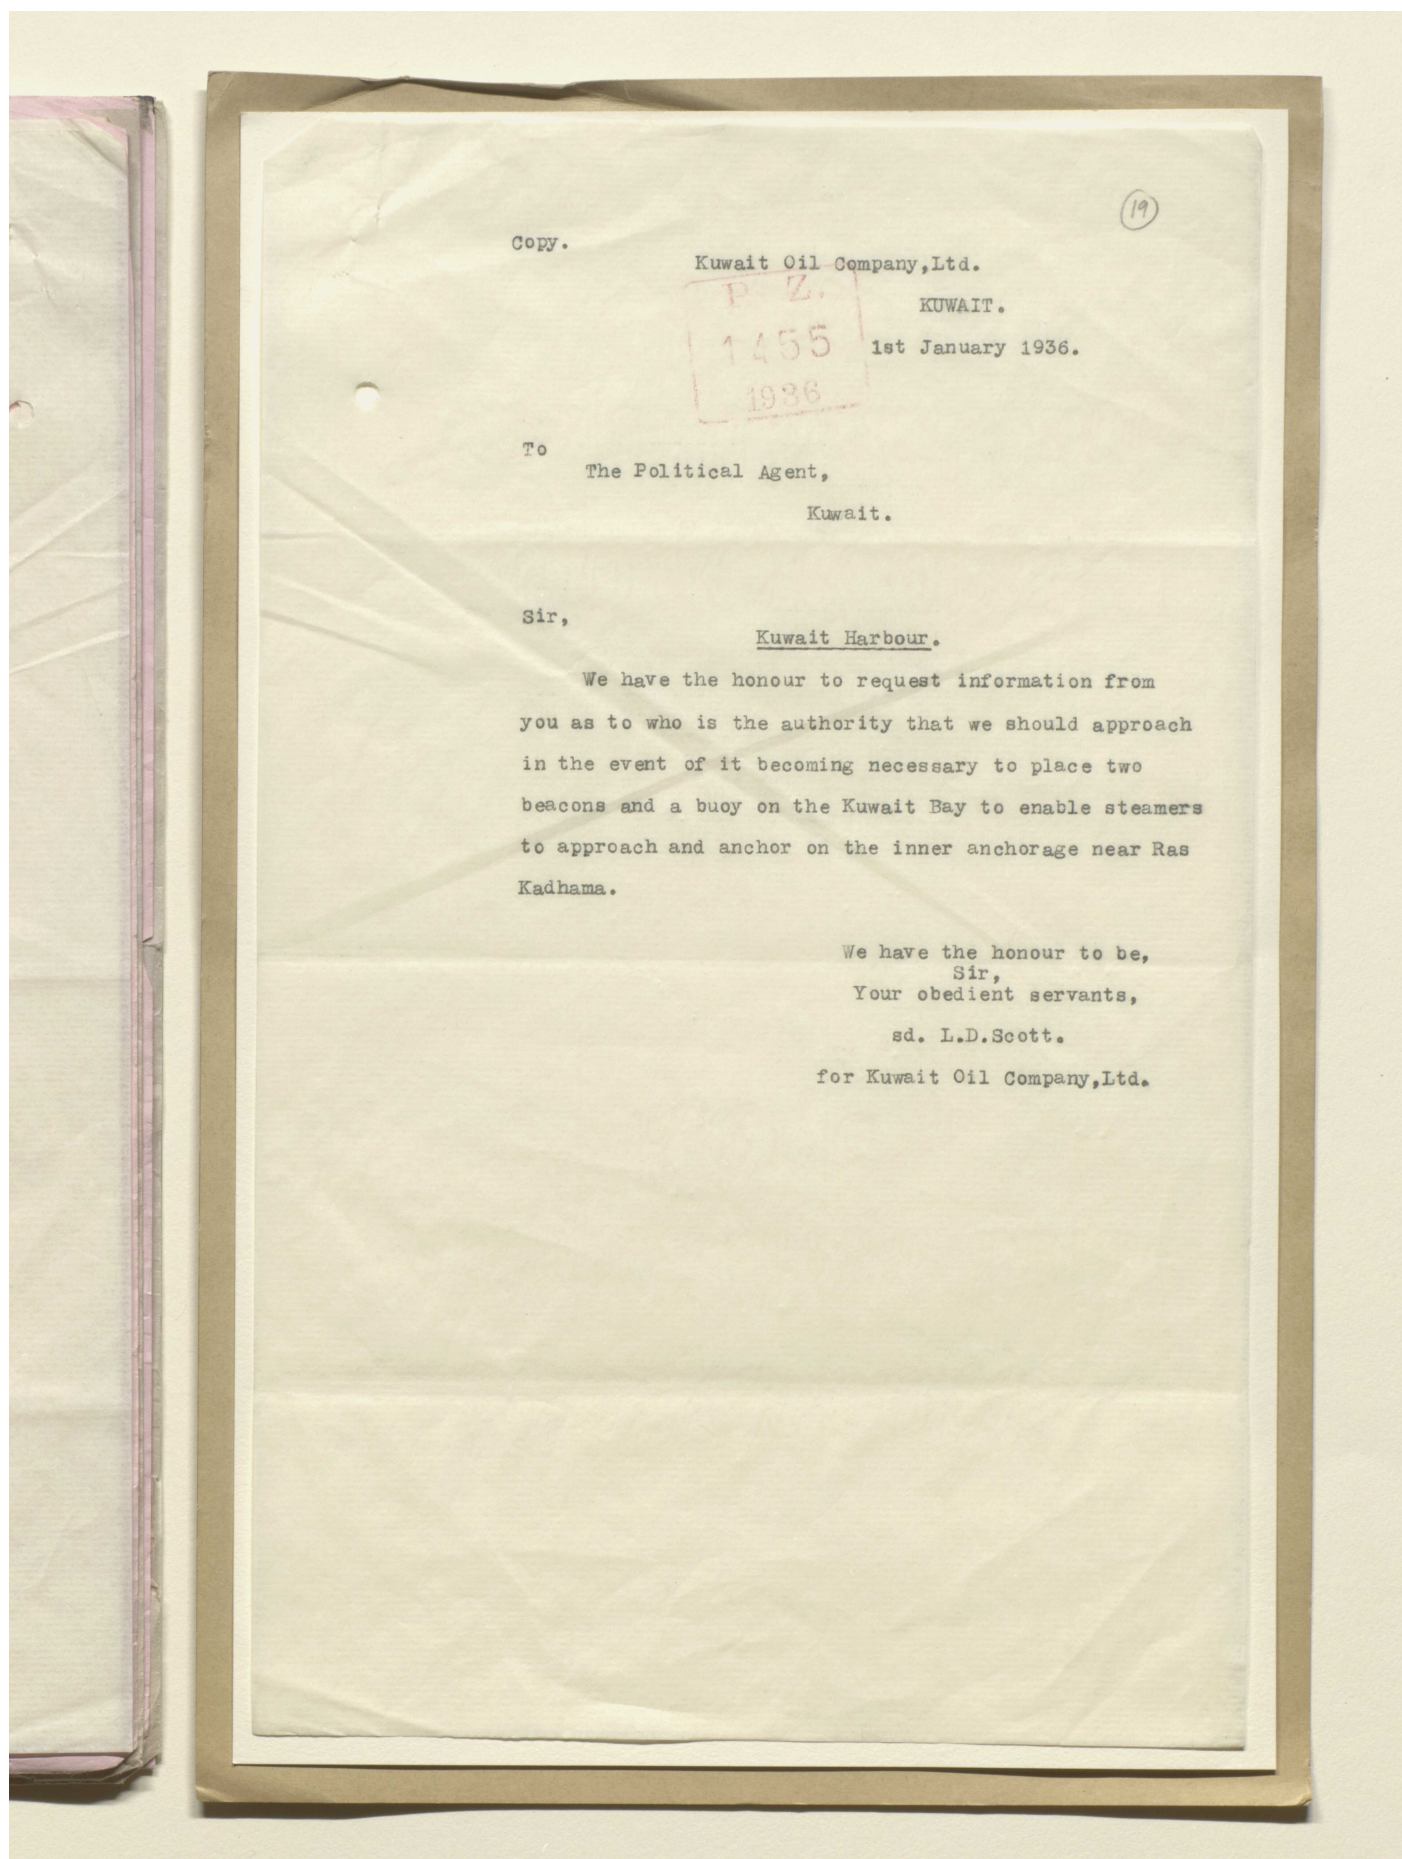 19
Copy.
Kuwait Oil Company,Ltd.
P Z.
KUWAIT.
1455
1st January 1936.
1936
To
The Political Agent,
Kuwait.
Sir,
Kuwait Harbour.
We have the honour to request information from
you as to who is the authority that we should approach
in the event of it becoming necessary to place two
beacons and a buoy on the Kuwait Bay to enable steamers
to approach and anchor on the inner anchorage near Ras
Kadhama.
We have the honour to be,
Sir,
Your obedient servants,
sd. L.D.Scott.
for Kuwait Oil Company,Ltd.